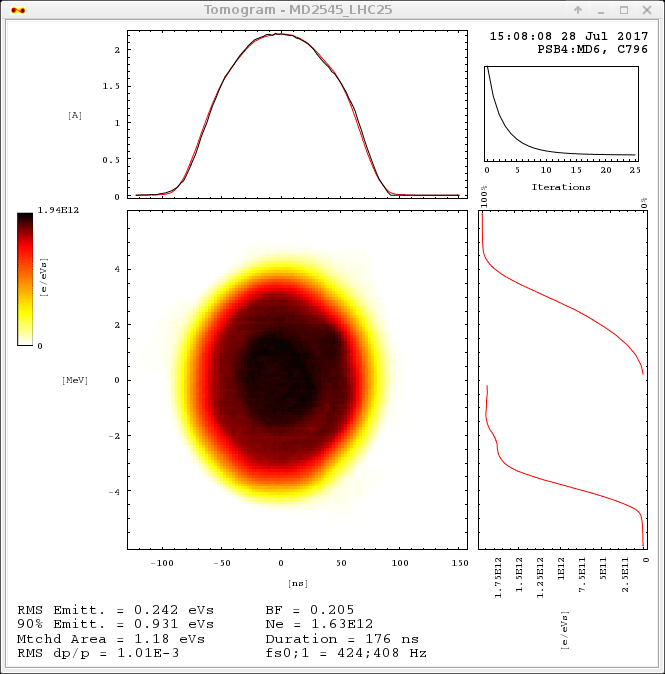 Tomogram - MD2545_LHC25
15:08:08 28 Jul 2017
PSB4:MD6, C796
2
1.5
[A]
1
0.5
0
0 5 10 15 20 25
Iterations
100%
0%
1.94E12
[e/eVs]
0
4
2
[MeV]
0
-2
-4
-100 -50 0 50 100 150
[ns]
1.75E12 1.5E12 1.25E12 1E12 7.5E11 5E11 2.5E11 0
[e/eVs]
RMS Emitt. = 0.242 eVs
BF = 0.205
90% Emitt. = 0.931 eVs
Ne = 1.63E12
Mtchd Area = 1.18 eVs
Duration = 176 ns
RMS dp/p = 1.01E-3
fs0;1 = 424;408 Hz